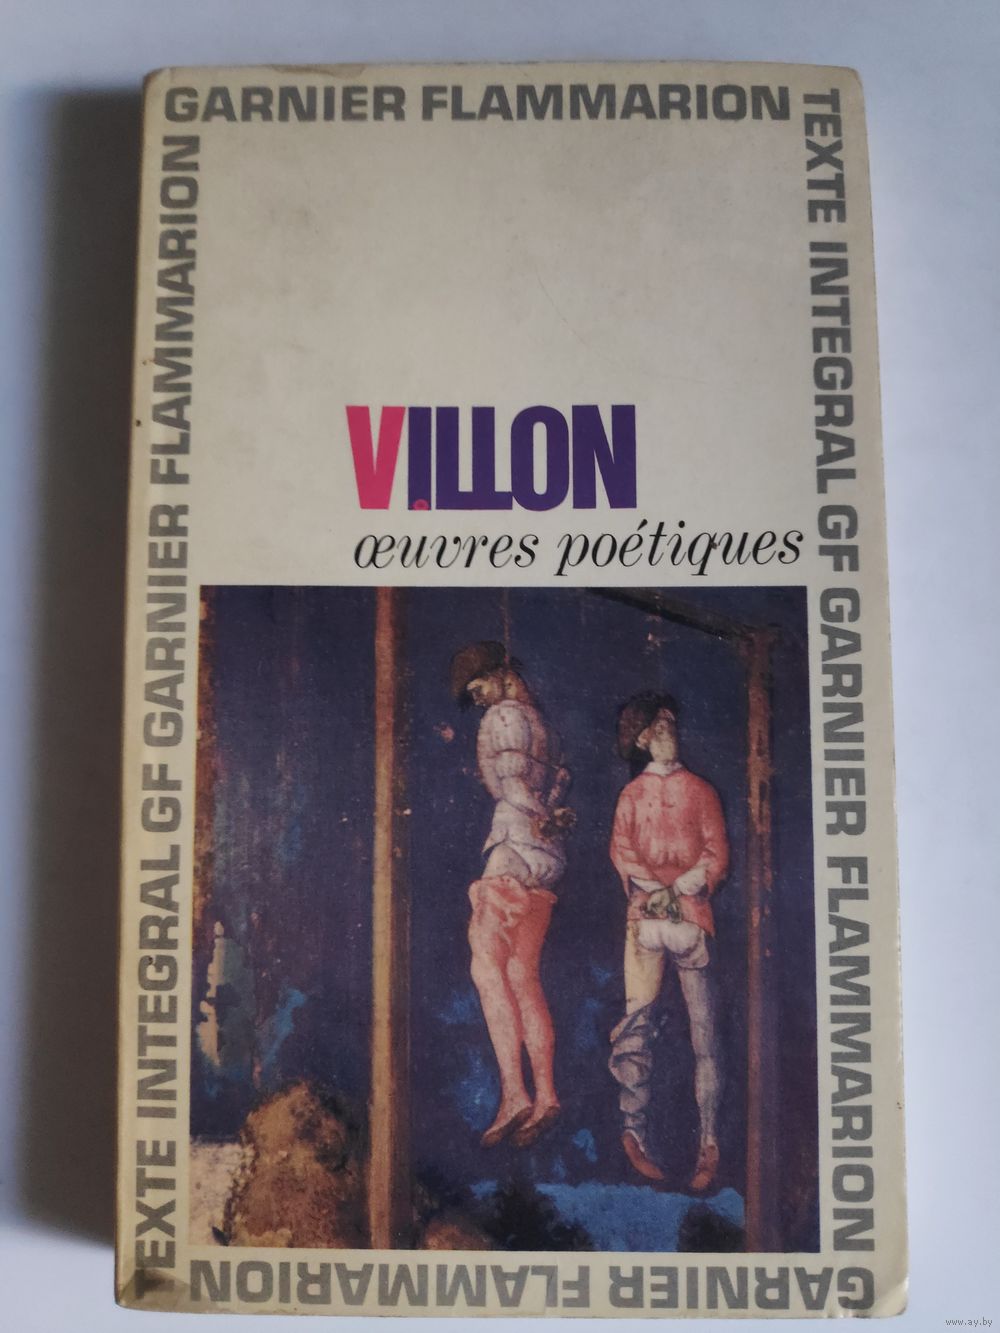 GARNIER FLAMMARION
TEXTE INTEGRAL GF GARNIER FLAMMARION
GARNIER FLAMMARION
TEXTE INTEGRAL GF GARNIER FLAMMARION
VILLON
œuvres poétiques
www.ay.by